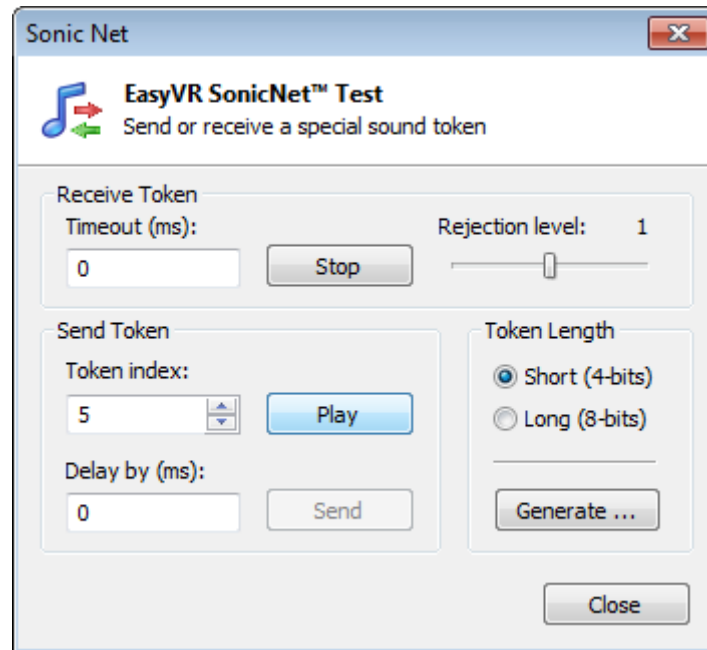 Sonic Net
EasyVR SonicNet™ Test
Send or receive a special sound token
Receive Token
Timeout (ms):
Rejection level: 1
0
Stop
Send Token
Token index:
5
Play
Delay by (ms):
0
Send
Token Length
Short (4-bits)
Long (8-bits)
Generate ...
Close